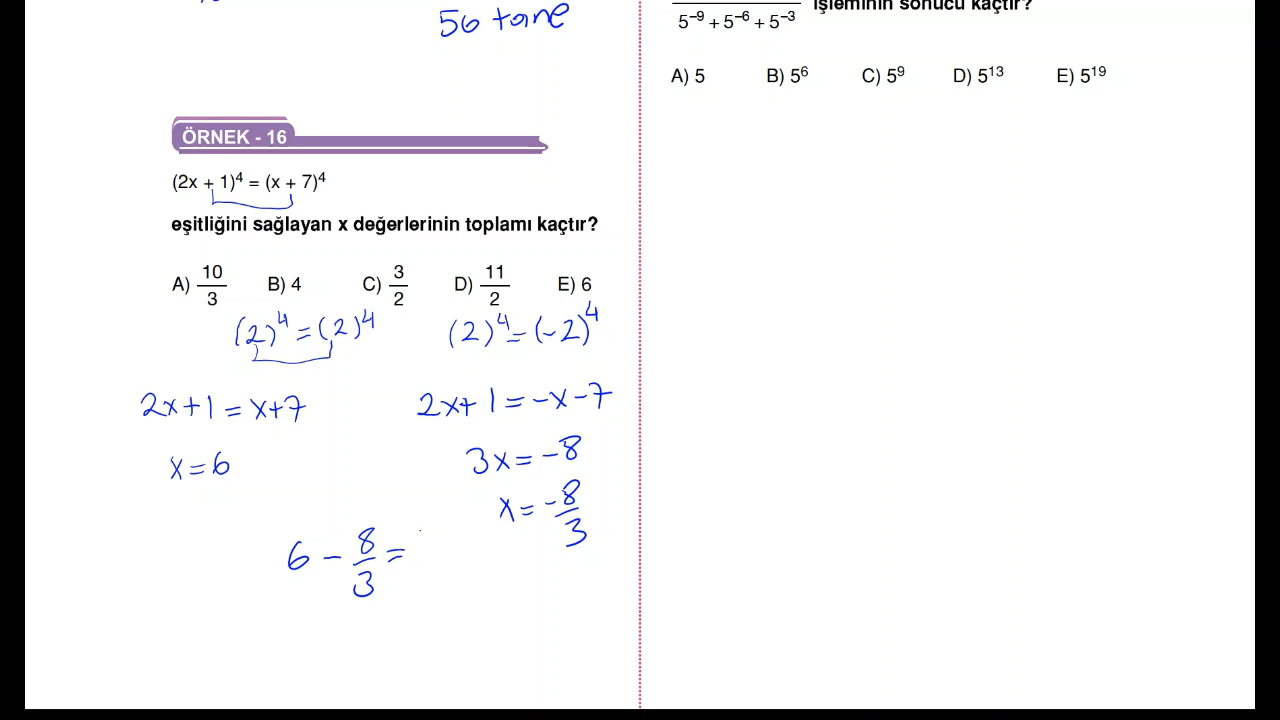 56 tane
ÖRNEK - 16
(2x + 1)⁴ = (x + 7)⁴
eşitliğini sağlayan x değerlerinin toplamı kaçtır?
A) 10/3 B) 4 C) 3/2 D) 11/2 E) 6
(2)⁴ = (2)⁴ (2)⁴ = (-2)⁴
2x+1 = x+7 2x+1 = -x-7
x = 6 3x = -8
x = -8/3
6 - 8/3 =
5⁻⁹ + 5⁻⁶ + 5⁻³ işleminin sonucu kaçtır?
A) 5 B) 5⁶ C) 5⁹ D) 5¹³ E) 5¹⁹